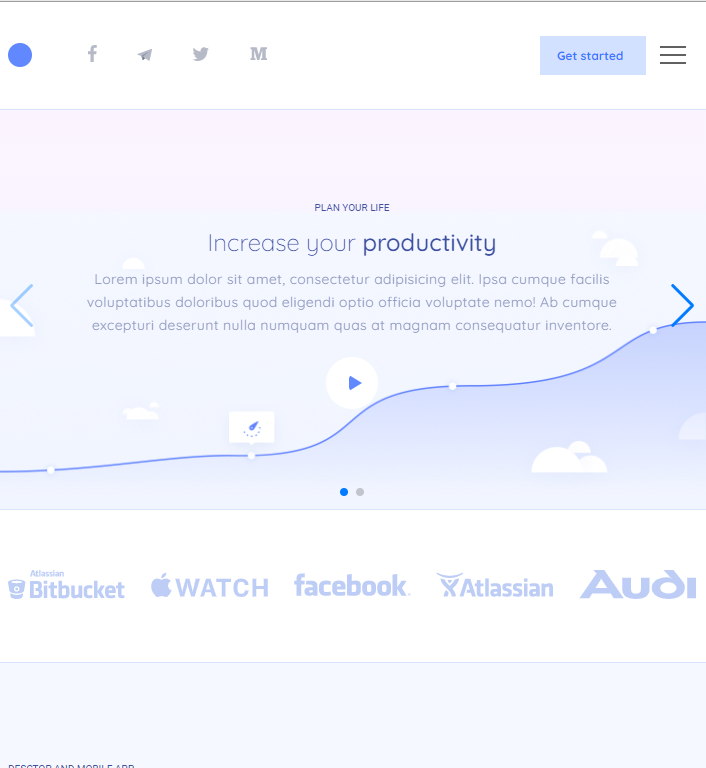 Get started
PLAN YOUR LIFE
Increase your productivity
Lorem ipsum dolor sit amet, consectetur adipisicing elit. Ipsa cumque facilis
voluptatibus doloribus quod eligendi optio officia voluptate nemo! Ab cumque
excepturi deserunt nulla numquam quas at magnam consequatur inventore.
Atlassian
Bitbucket
WATCH
facebook
Atlassian
Audi
DESCTOP AND MOBILE APP